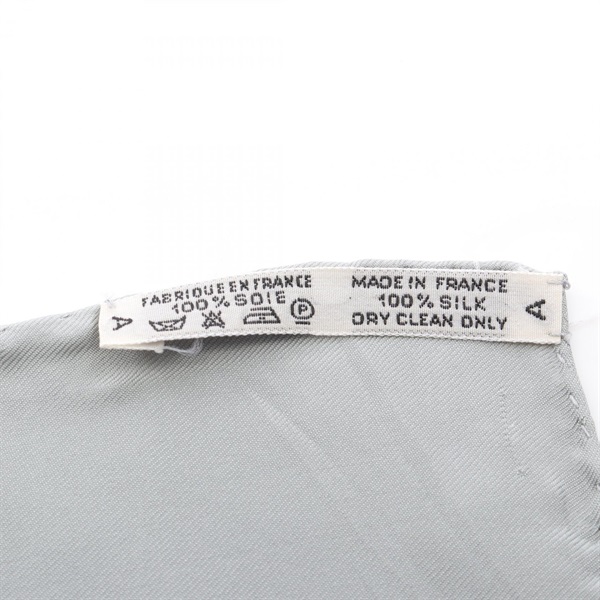 FABRIQUE EN FRANCE
100% SOIE
A
P
MADE IN FRANCE
100% SILK
DRY CLEAN ONLY
A